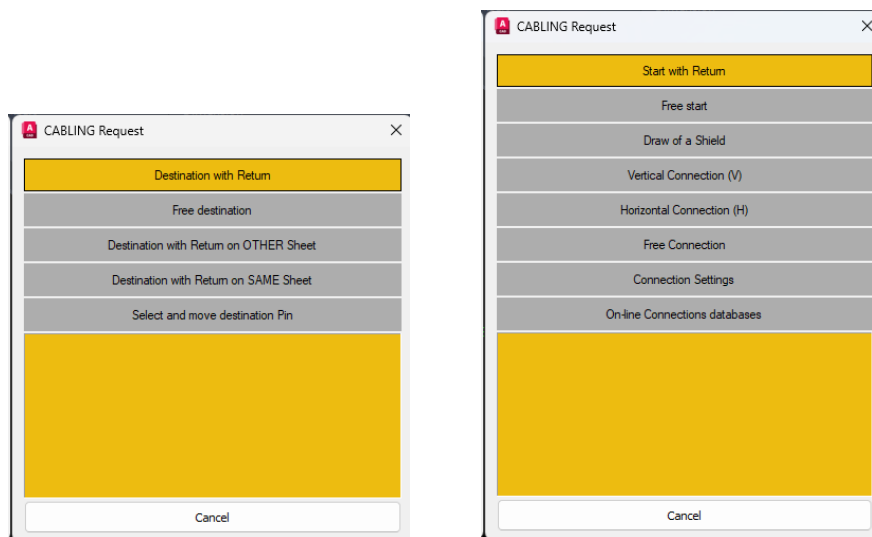 CABLING Request
Destination with Return
Free destination
Destination with Return on OTHER Sheet
Destination with Return on SAME Sheet
Select and move destination Pin
Cancel
CABLING Request
Start with Return
Free start
Draw of a Shield
Vertical Connection (V)
Horizontal Connection (H)
Free Connection
Connection Settings
On-line Connections databases
Cancel